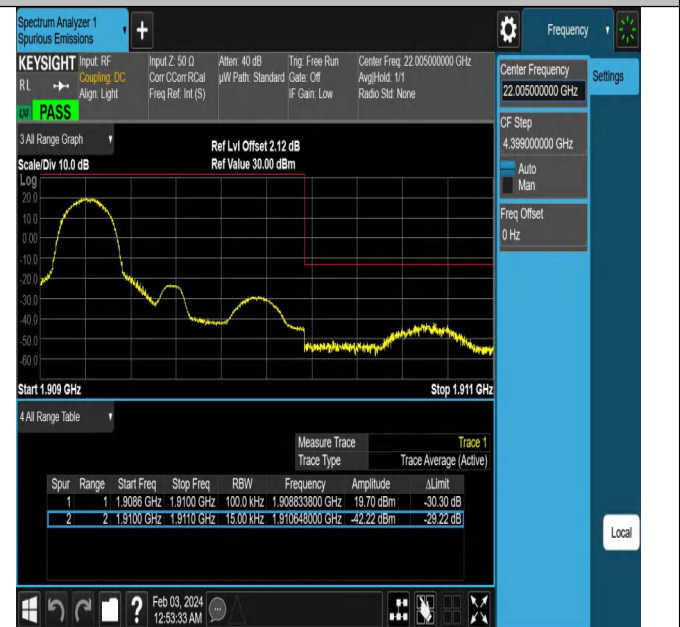 Spectrum Analyzer 1
Spurious Emissions
+
Frequency
KEYSIGHT Input: RF Input Z: 50 Ω Atten: 40 dB Trig: Free Run Center Freq: 22.005000000 GHz
RL Coupling: DC Corr CCorr RCal µW Path: Standard Gate: Off Avg|Hold: 1/1
Align: Light Freq Ref: Int (S) IF Gain: Low Radio Std: None
PASS
Center Frequency
22.005000000 GHz
Settings
CF Step
4.399000000 GHz
Auto
Man
Freq Offset
0 Hz
3 All Range Graph
Ref Lvl Offset 2.12 dB
Scale/Div 10.0 dB Ref Value 30.00 dBm
Log
20.0
10.0
0.00
-10.0
-20.0
-30.0
-40.0
-50.0
-60.0
Start 1.909 GHz Stop 1.911 GHz
4 All Range Table
Measure Trace Trace 1
Trace Type Trace Average (Active)
Spur Range Start Freq Stop Freq RBW Frequency Amplitude ΔLimit
1 1 1.9086 GHz 1.9100 GHz 100.0 kHz 1.908833800 GHz 19.70 dBm -30.30 dB
2 2 1.9100 GHz 1.9110 GHz 15.00 kHz 1.910648000 GHz -42.22 dBm -29.22 dB
Local
? Feb 03, 2024
12:53:33 AM